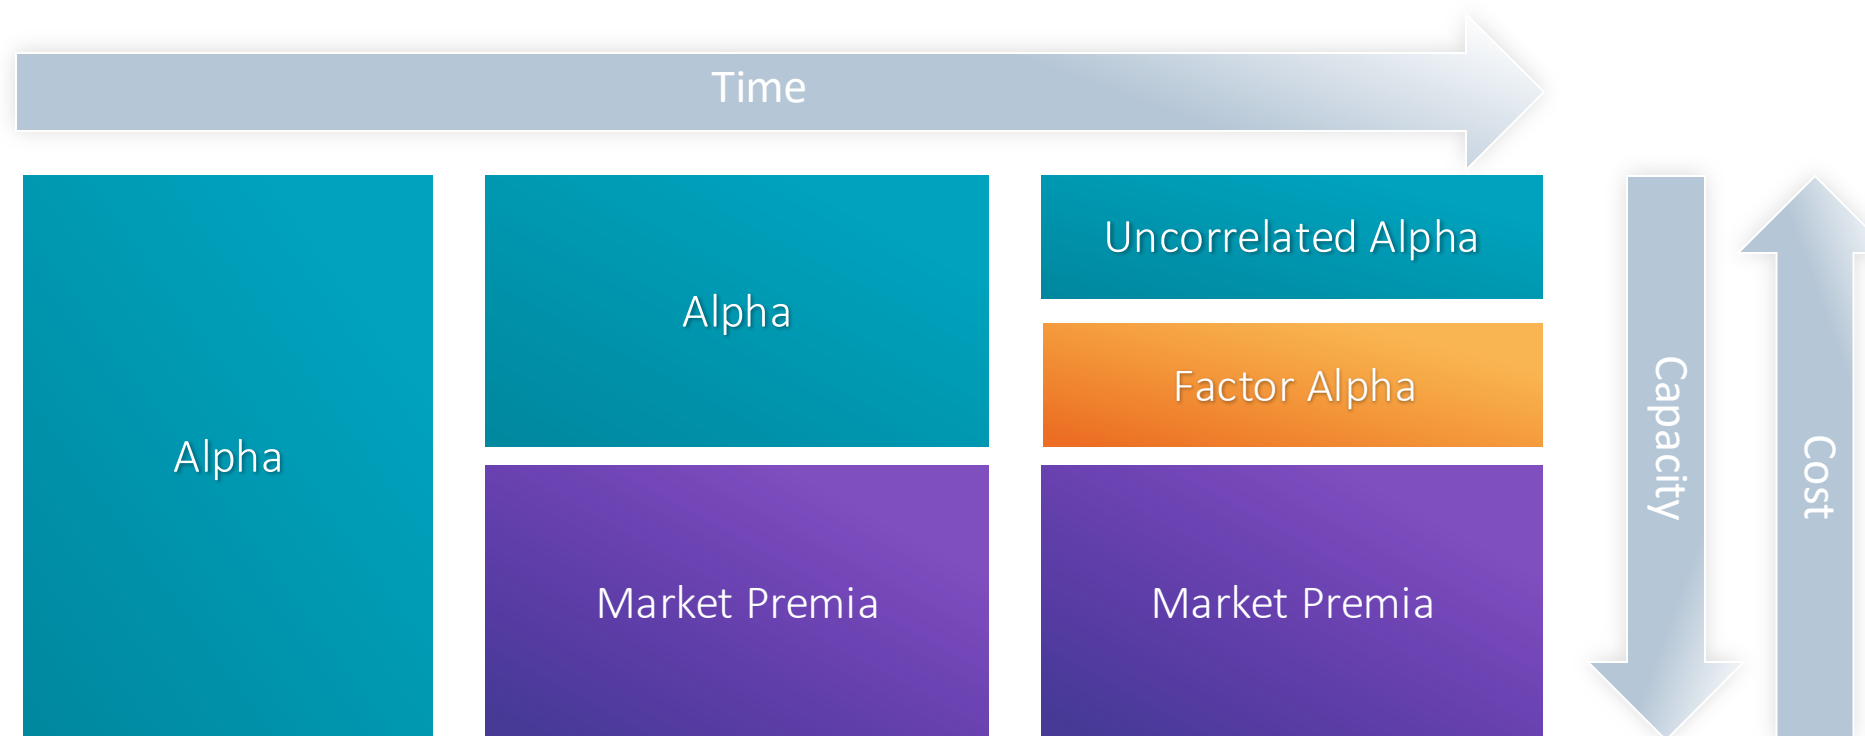 Time
Alpha
Alpha
Market Premia
Uncorrelated Alpha
Factor Alpha
Market Premia
Capacity
Cost